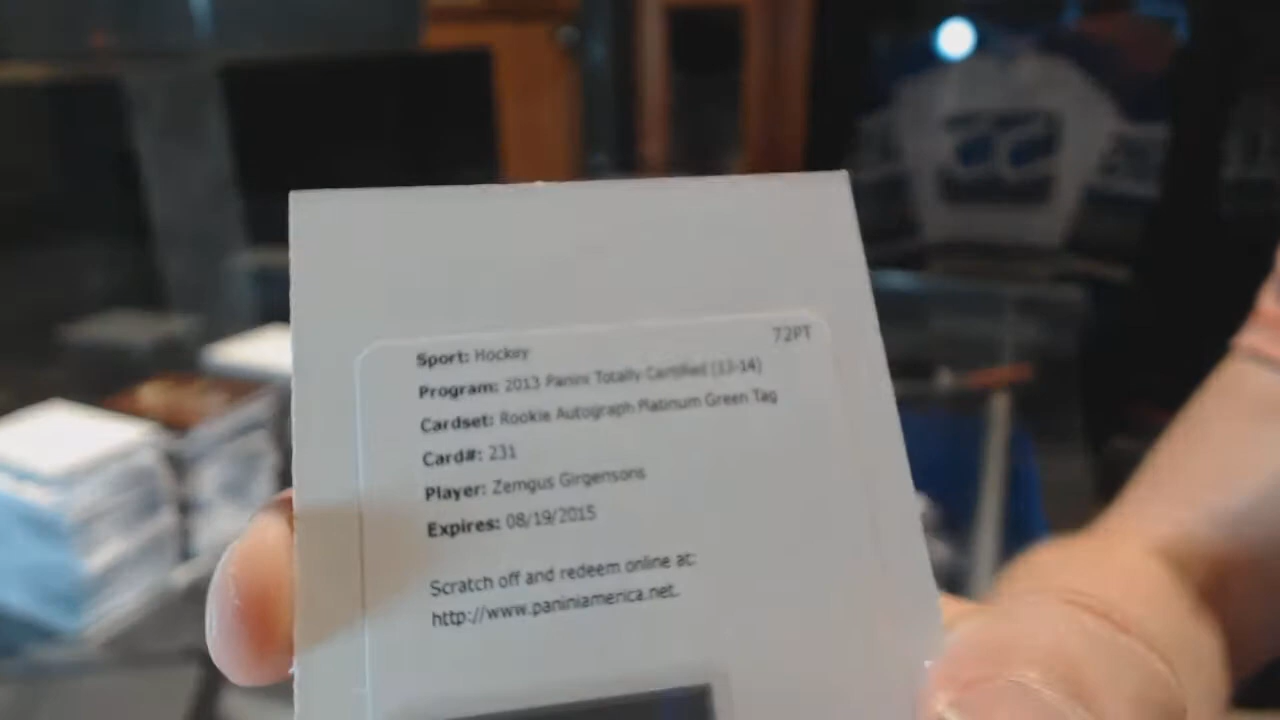 72PT
Sport: Hockey
Program: 2013 Panini Totally Certified (13-14)
Cardset: Rookie Autograph Platinum Green Tag
Card#: 231
Player: Zemgus Girgensons
Expires: 08/19/2015
Scratch off and redeem online at:
http://www.paniniamerica.net.